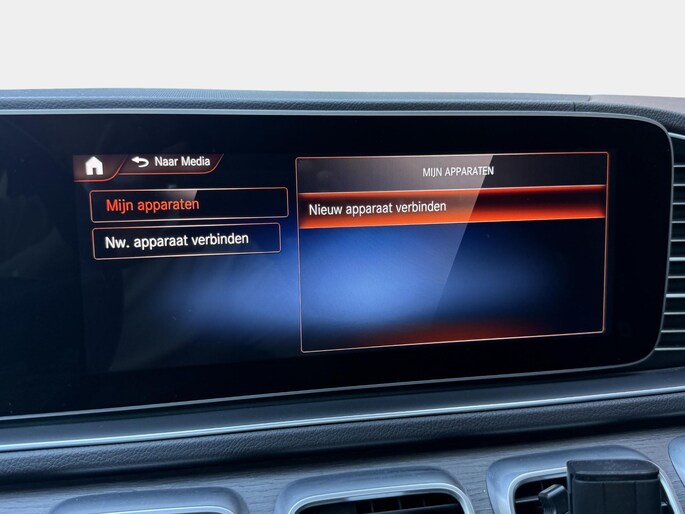 Naar Media
Mijn apparaten
Nw. apparaat verbinden
MIJN APPARATEN
Nieuw apparaat verbinden